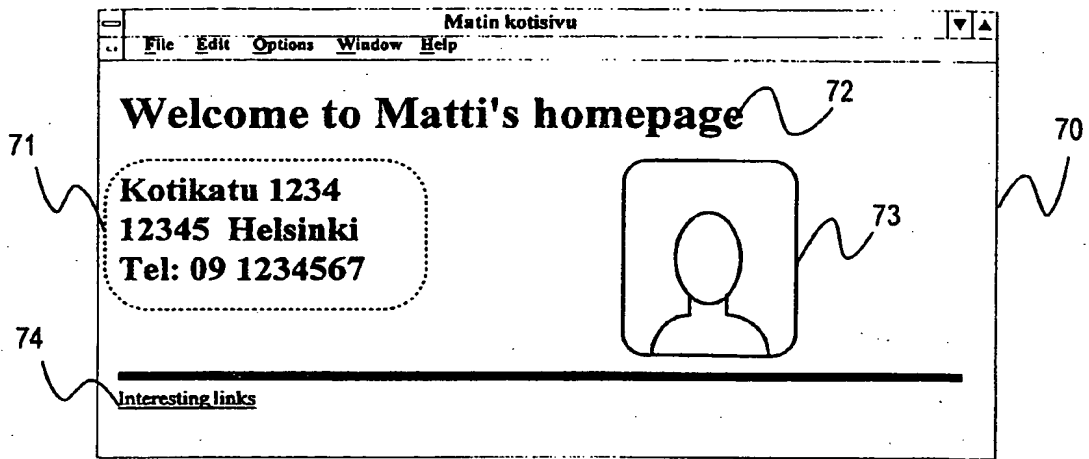 Matin kotisivu
File Edit Options Window Help
Welcome to Matti's homepage
72
71
70
Kotikatu 1234
12345 Helsinki
Tel: 09 1234567
73
74
Interesting links